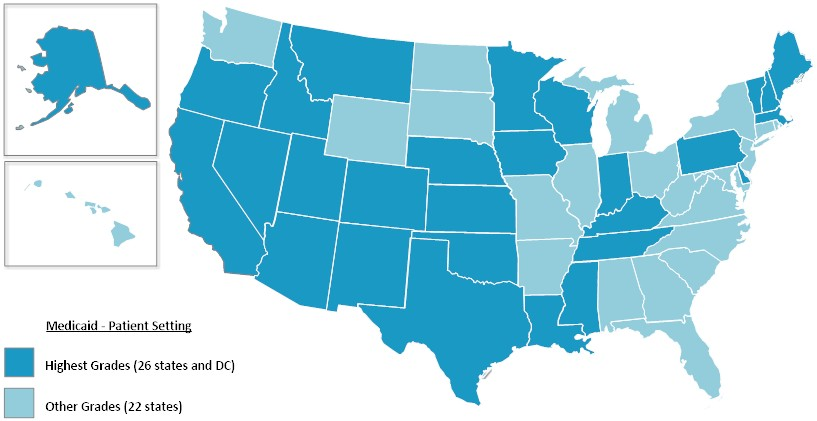 Medicaid - Patient Setting
Highest Grades (26 states and DC)
Other Grades (22 states)